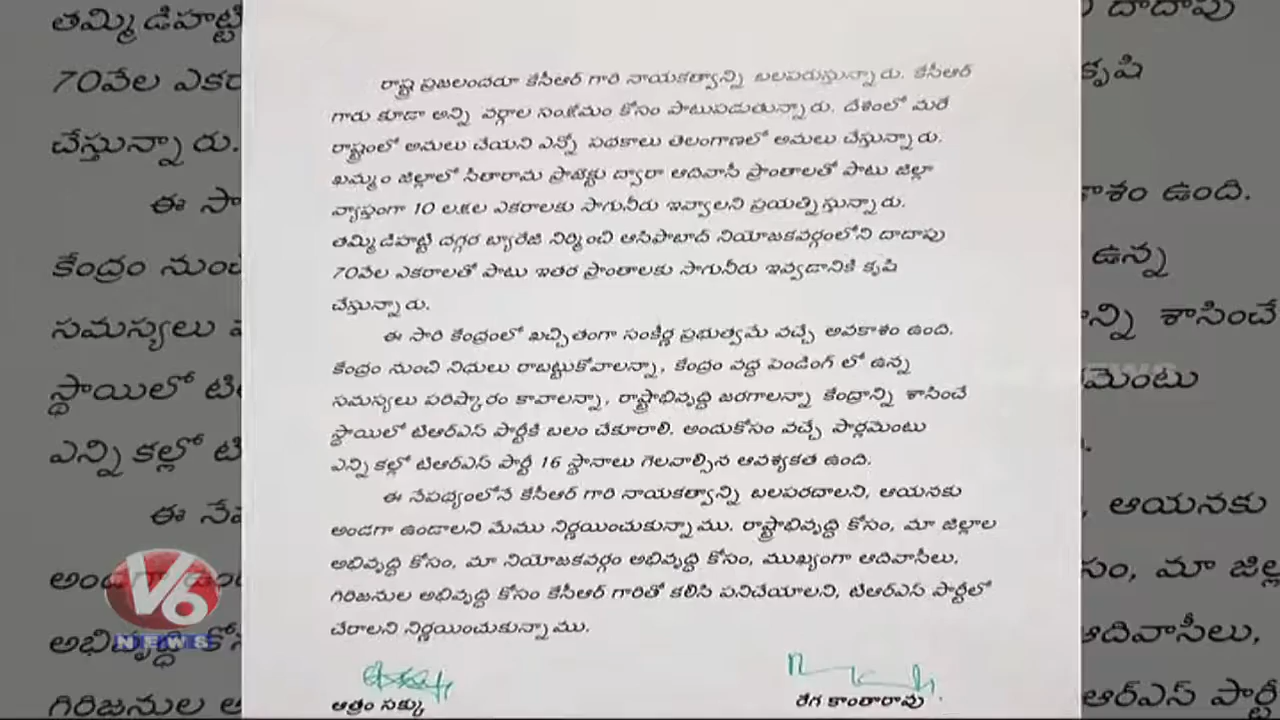 రాష్ట్ర ప్రజలందరూ కేసీఆర్ గారి నాయకత్వాన్ని బలపరుస్తున్నారు. కేసీఆర్
గారు కూడా అన్ని వర్గాల సంక్షేమం కోసం పాటుపడుతున్నారు. దేశంలో మరే
రాష్ట్రంలో అమలు చేయని ఎన్నో పథకాలు తెలంగాణలో అమలు చేస్తున్నారు.
ఖమ్మం జిల్లాలో సీతారామ ప్రాజెక్టు ద్వారా ఆదివాసీ ప్రాంతాలతో పాటు జిల్లా
వ్యాప్తంగా 10 లక్షల ఎకరాలకు సాగునీరు ఇవ్వాలని ప్రయత్నిస్తున్నారు.
తమ్మిడిహట్టి దగ్గర బ్యారేజి నిర్మించి ఆసిఫాబాద్ నియోజకవర్గంలోని దాదాపు
70వేల ఎకరాలతో పాటు ఇతర ప్రాంతాలకు సాగునీరు ఇవ్వడానికి కృషి
చేస్తున్నారు.
ఈ సారి కేంద్రంలో ఖచ్చితంగా సంకీర్ణ ప్రభుత్వమే వచ్చే అవకాశం ఉంది.
కేంద్రం నుంచి నిధులు రాబట్టుకోవాలన్నా, కేంద్రం వద్ద పెండింగ్ లో ఉన్న
సమస్యలు పరిష్కారం కావాలన్నా, రాష్ట్రాభివృద్ధి జరగాలన్నా కేంద్రాన్ని శాసించే
స్థాయిలో టిఆర్ఎస్ పార్టీకి బలం చేకూరాలి. అందుకోసం వచ్చే పార్లమెంటు
ఎన్నికల్లో టిఆర్ఎస్ పార్టీ 16 స్థానాలు గెలవాల్సిన ఆవశ్యకత ఉంది.
ఈ నేపథ్యంలోనే కేసీఆర్ గారి నాయకత్వాన్ని బలపరచాలని, ఆయనకు
అండగా ఉండాలని మేము నిర్ణయించుకున్నాము. రాష్ట్రాభివృద్ధి కోసం, మా జిల్లాల
అభివృద్ధి కోసం, మా నియోజకవర్గం అభివృద్ధి కోసం, ముఖ్యంగా ఆదివాసీలు,
గిరిజనుల అభివృద్ధి కోసం కేసీఆర్ గారితో కలిసి పనిచేయాలని, టిఆర్ఎస్ పార్టీలో
చేరాలని నిర్ణయించుకున్నాము.
ఆత్రం సక్కు
రేగ కాంతారావు
V6
NEWS